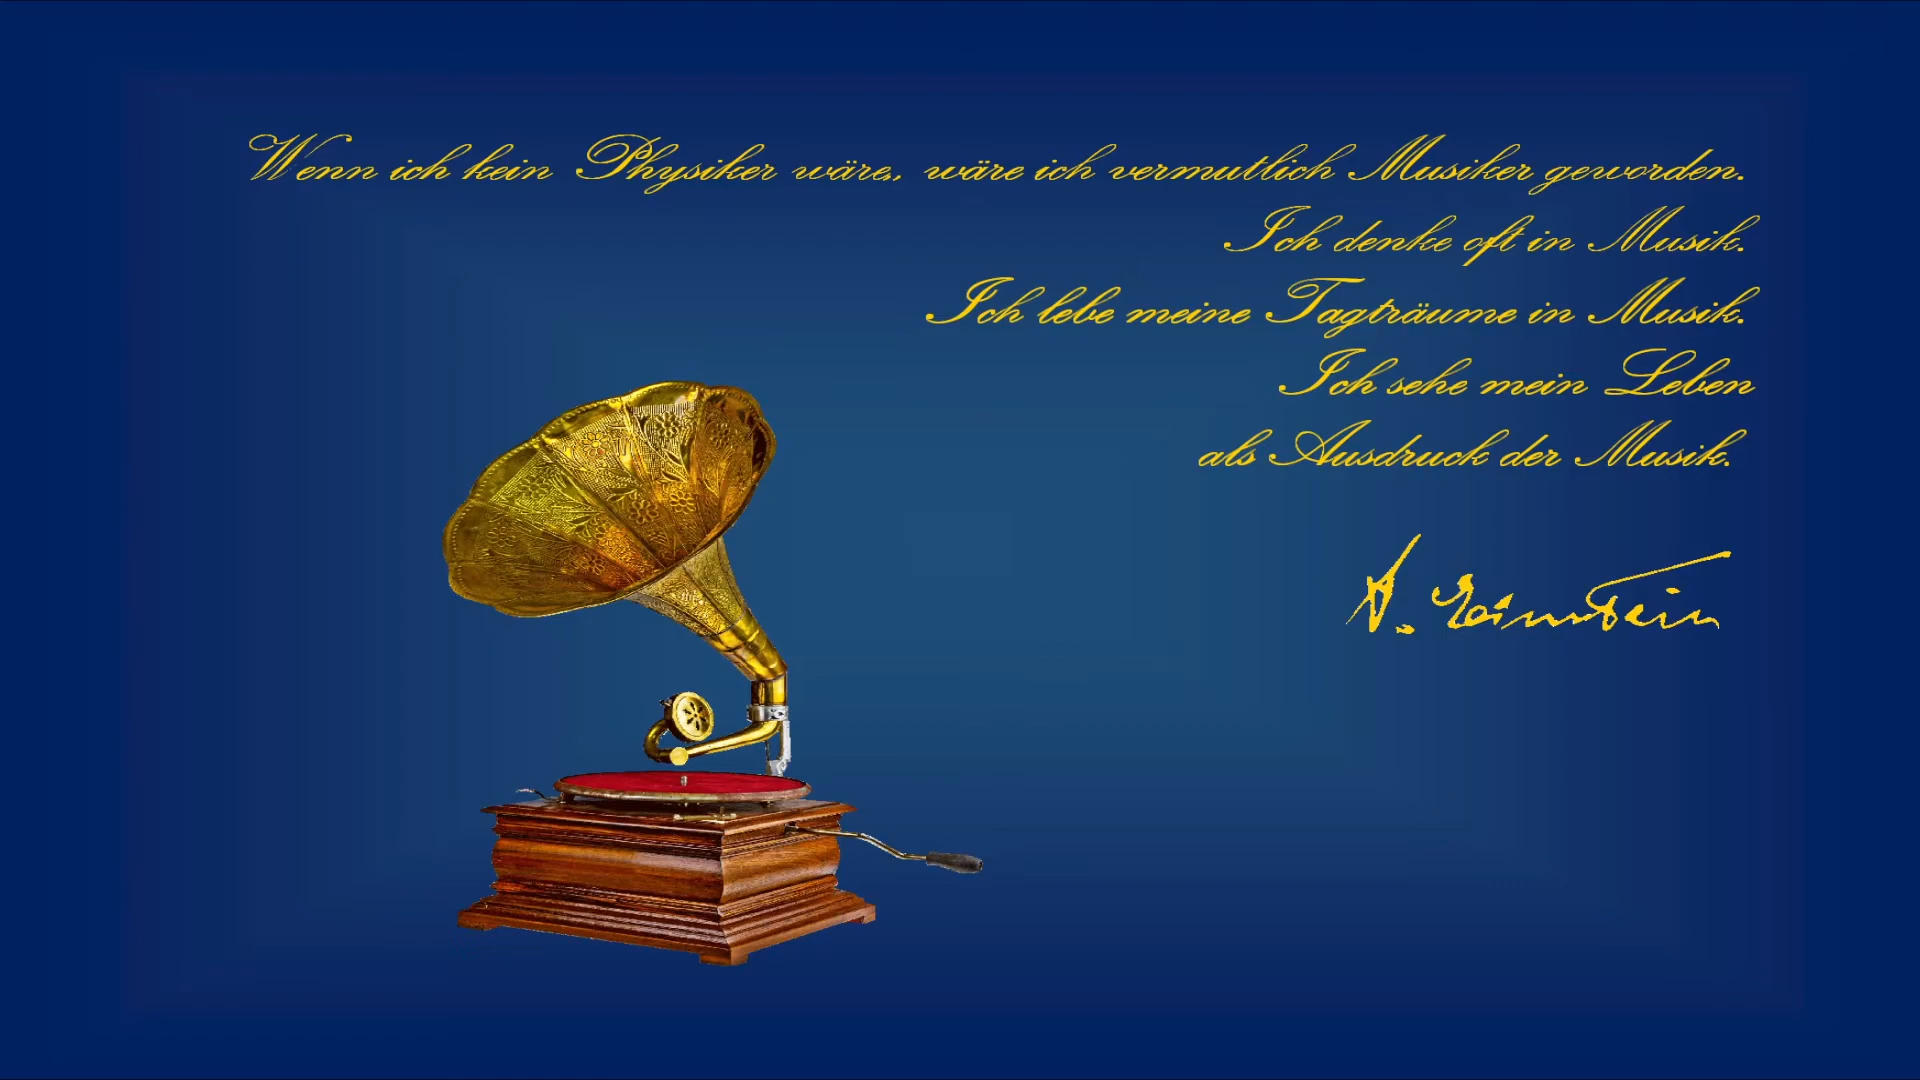 Wenn ich kein Physiker wäre,, wäre ich vermutlich Musiker geworden.
Ich denke oft in Musik.
Ich lebe meine Tagträume in Musik.
Ich sehe mein Leben
als Ausdruck der Musik.
A. Einstein